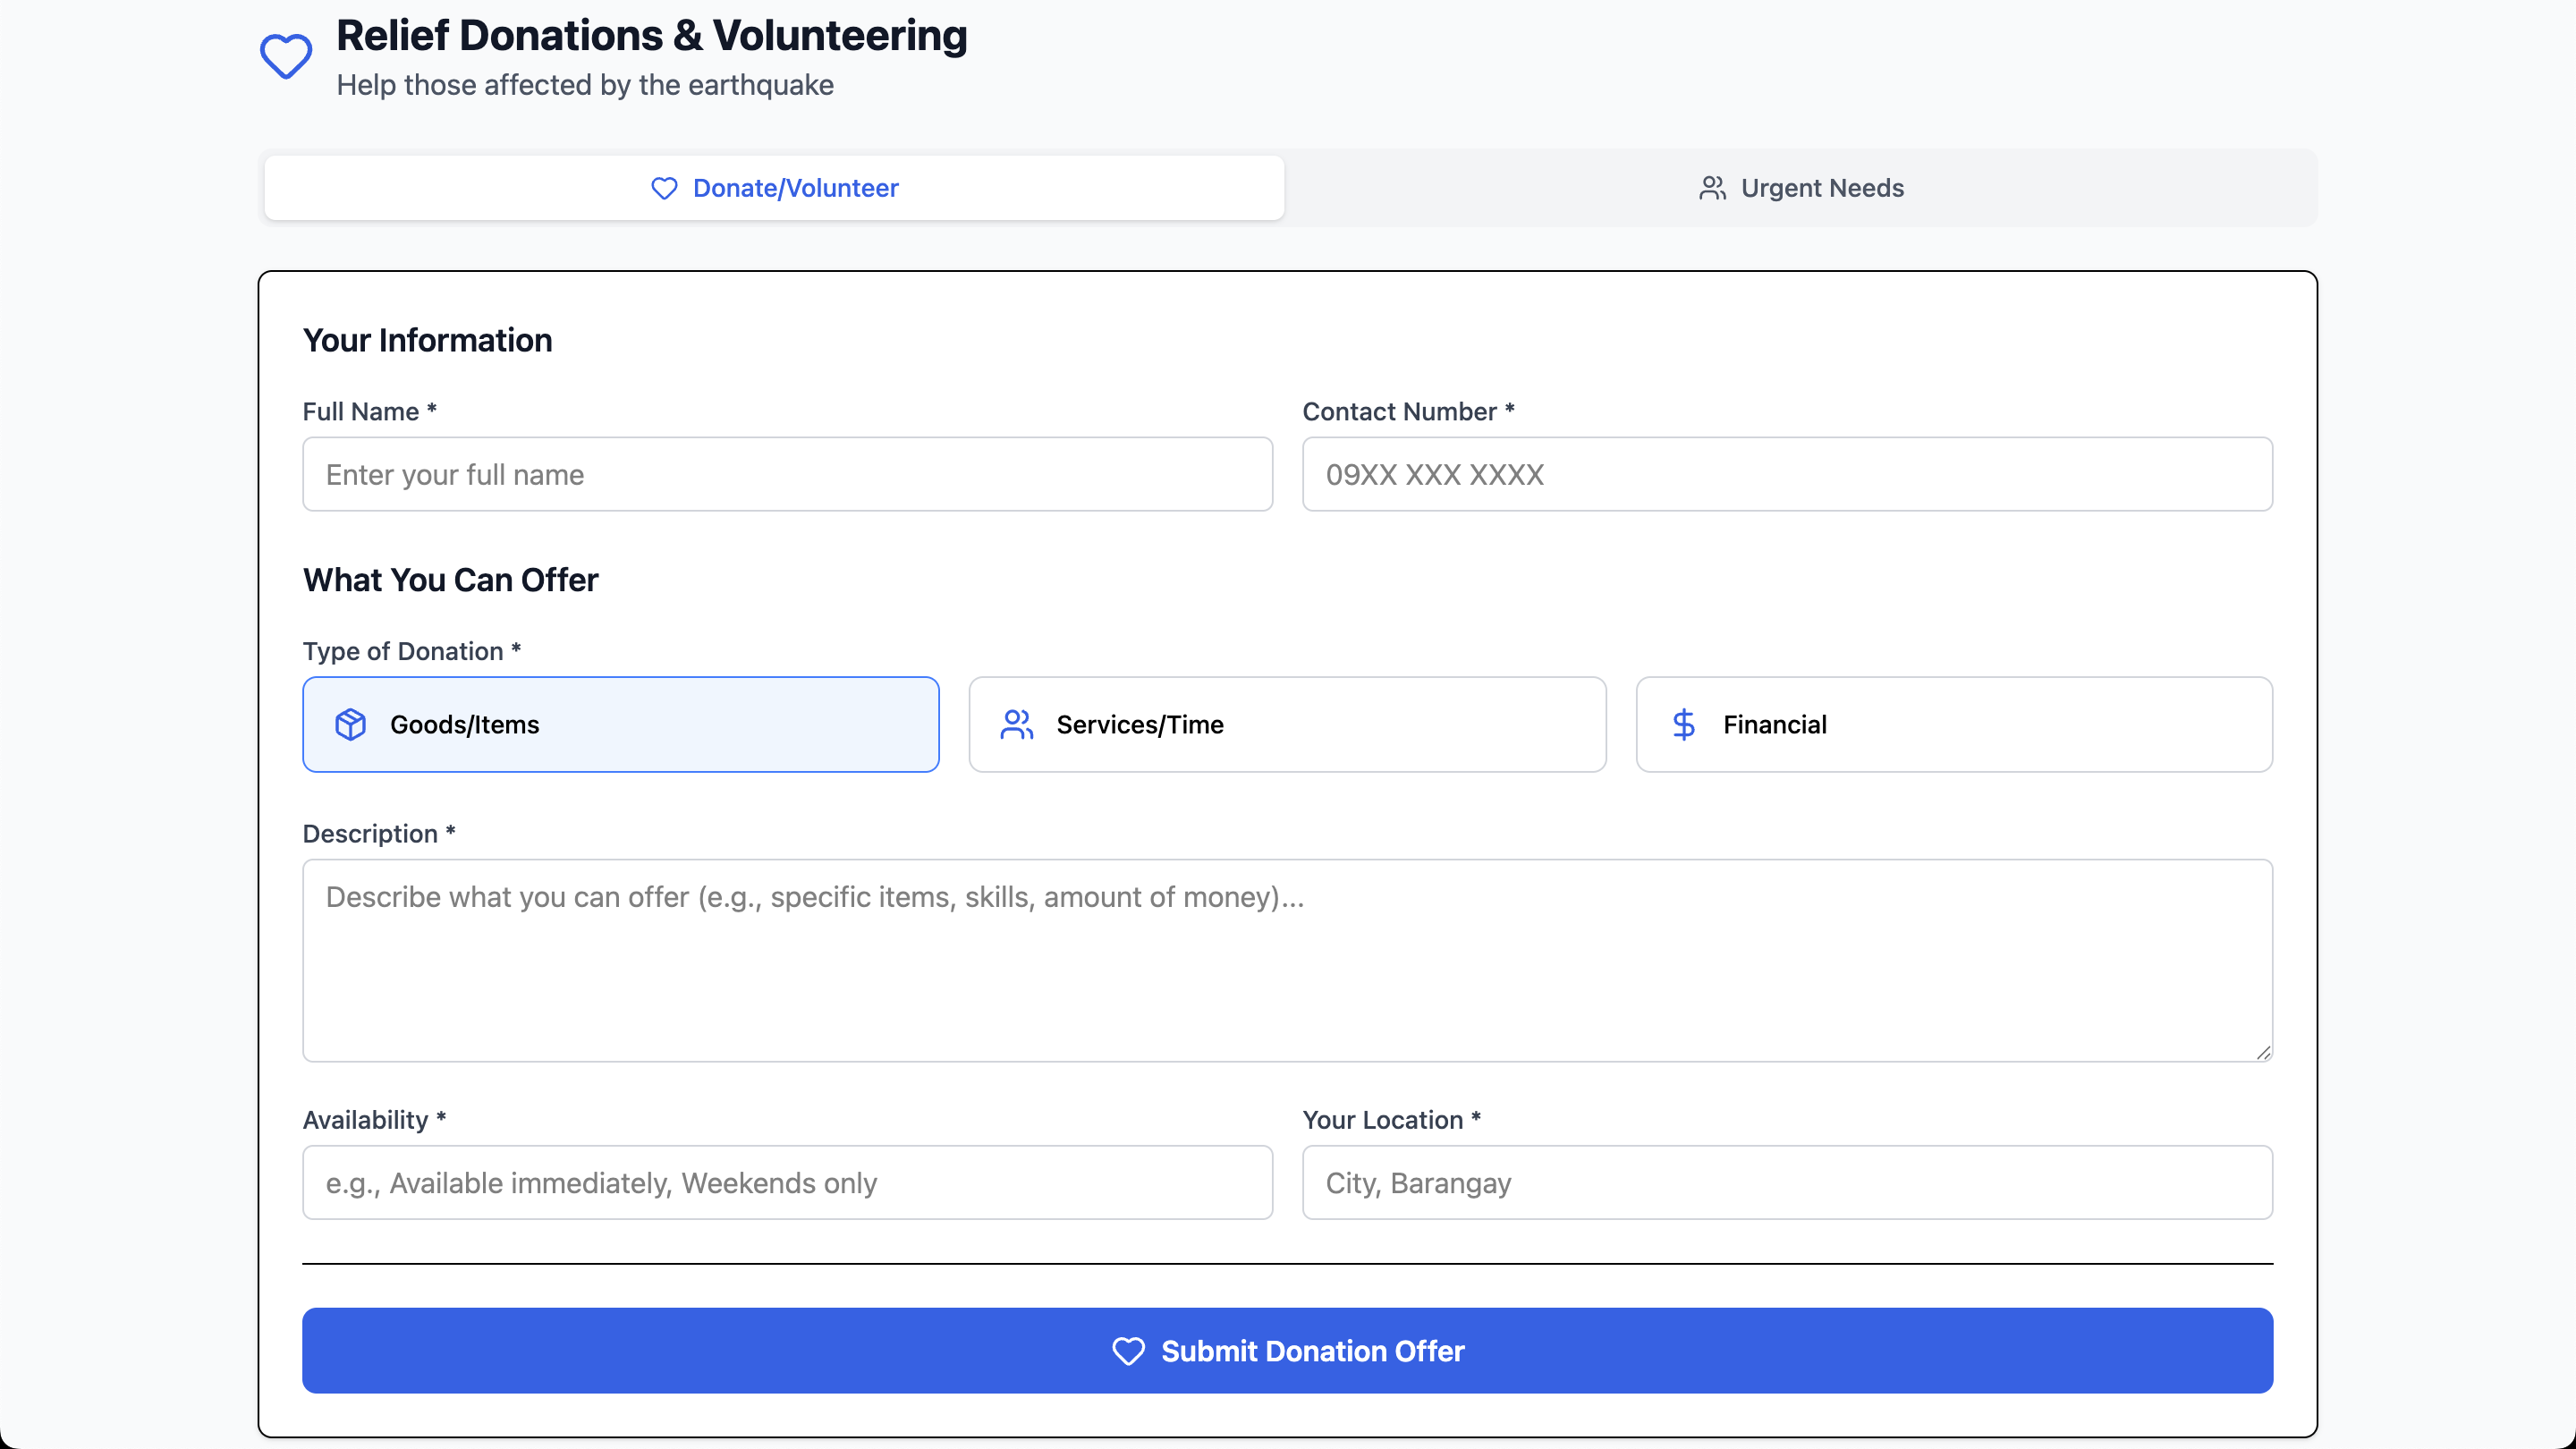 Relief Donations & Volunteering
Help those affected by the earthquake
Donate/Volunteer
Urgent Needs
Your Information
Full Name *
Contact Number *
Enter your full name
09XX XXX XXXX
What You Can Offer
Type of Donation *
Goods/Items
Services/Time
Financial
Description *
Describe what you can offer (e.g., specific items, skills, amount of money)...
Availability *
Your Location *
e.g., Available immediately, Weekends only
City, Barangay
Submit Donation Offer